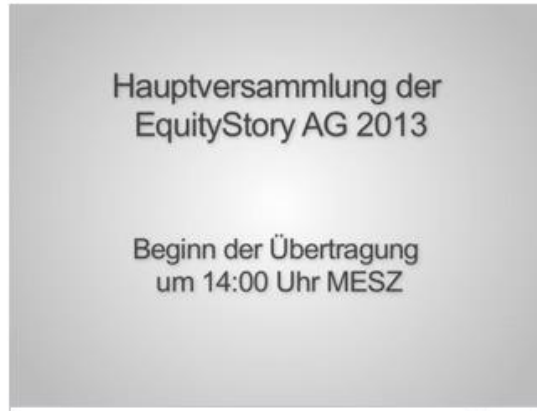 Hauptversammlung der
EquityStory AG 2013
Beginn der Übertragung
um 14:00 Uhr MESZ